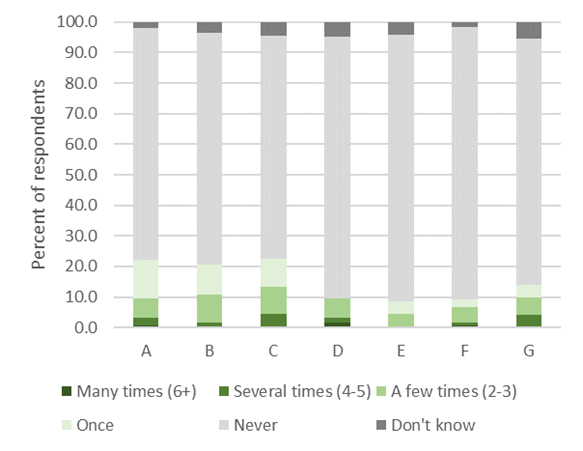 100.0
90.0
80.0
70.0
60.0
50.0
40.0
30.0
20.0
10.0
0.0
Percent of respondents
A B C D E F G
Many times (6+) Several times (4-5) A few times (2-3)
Once Never Don't know